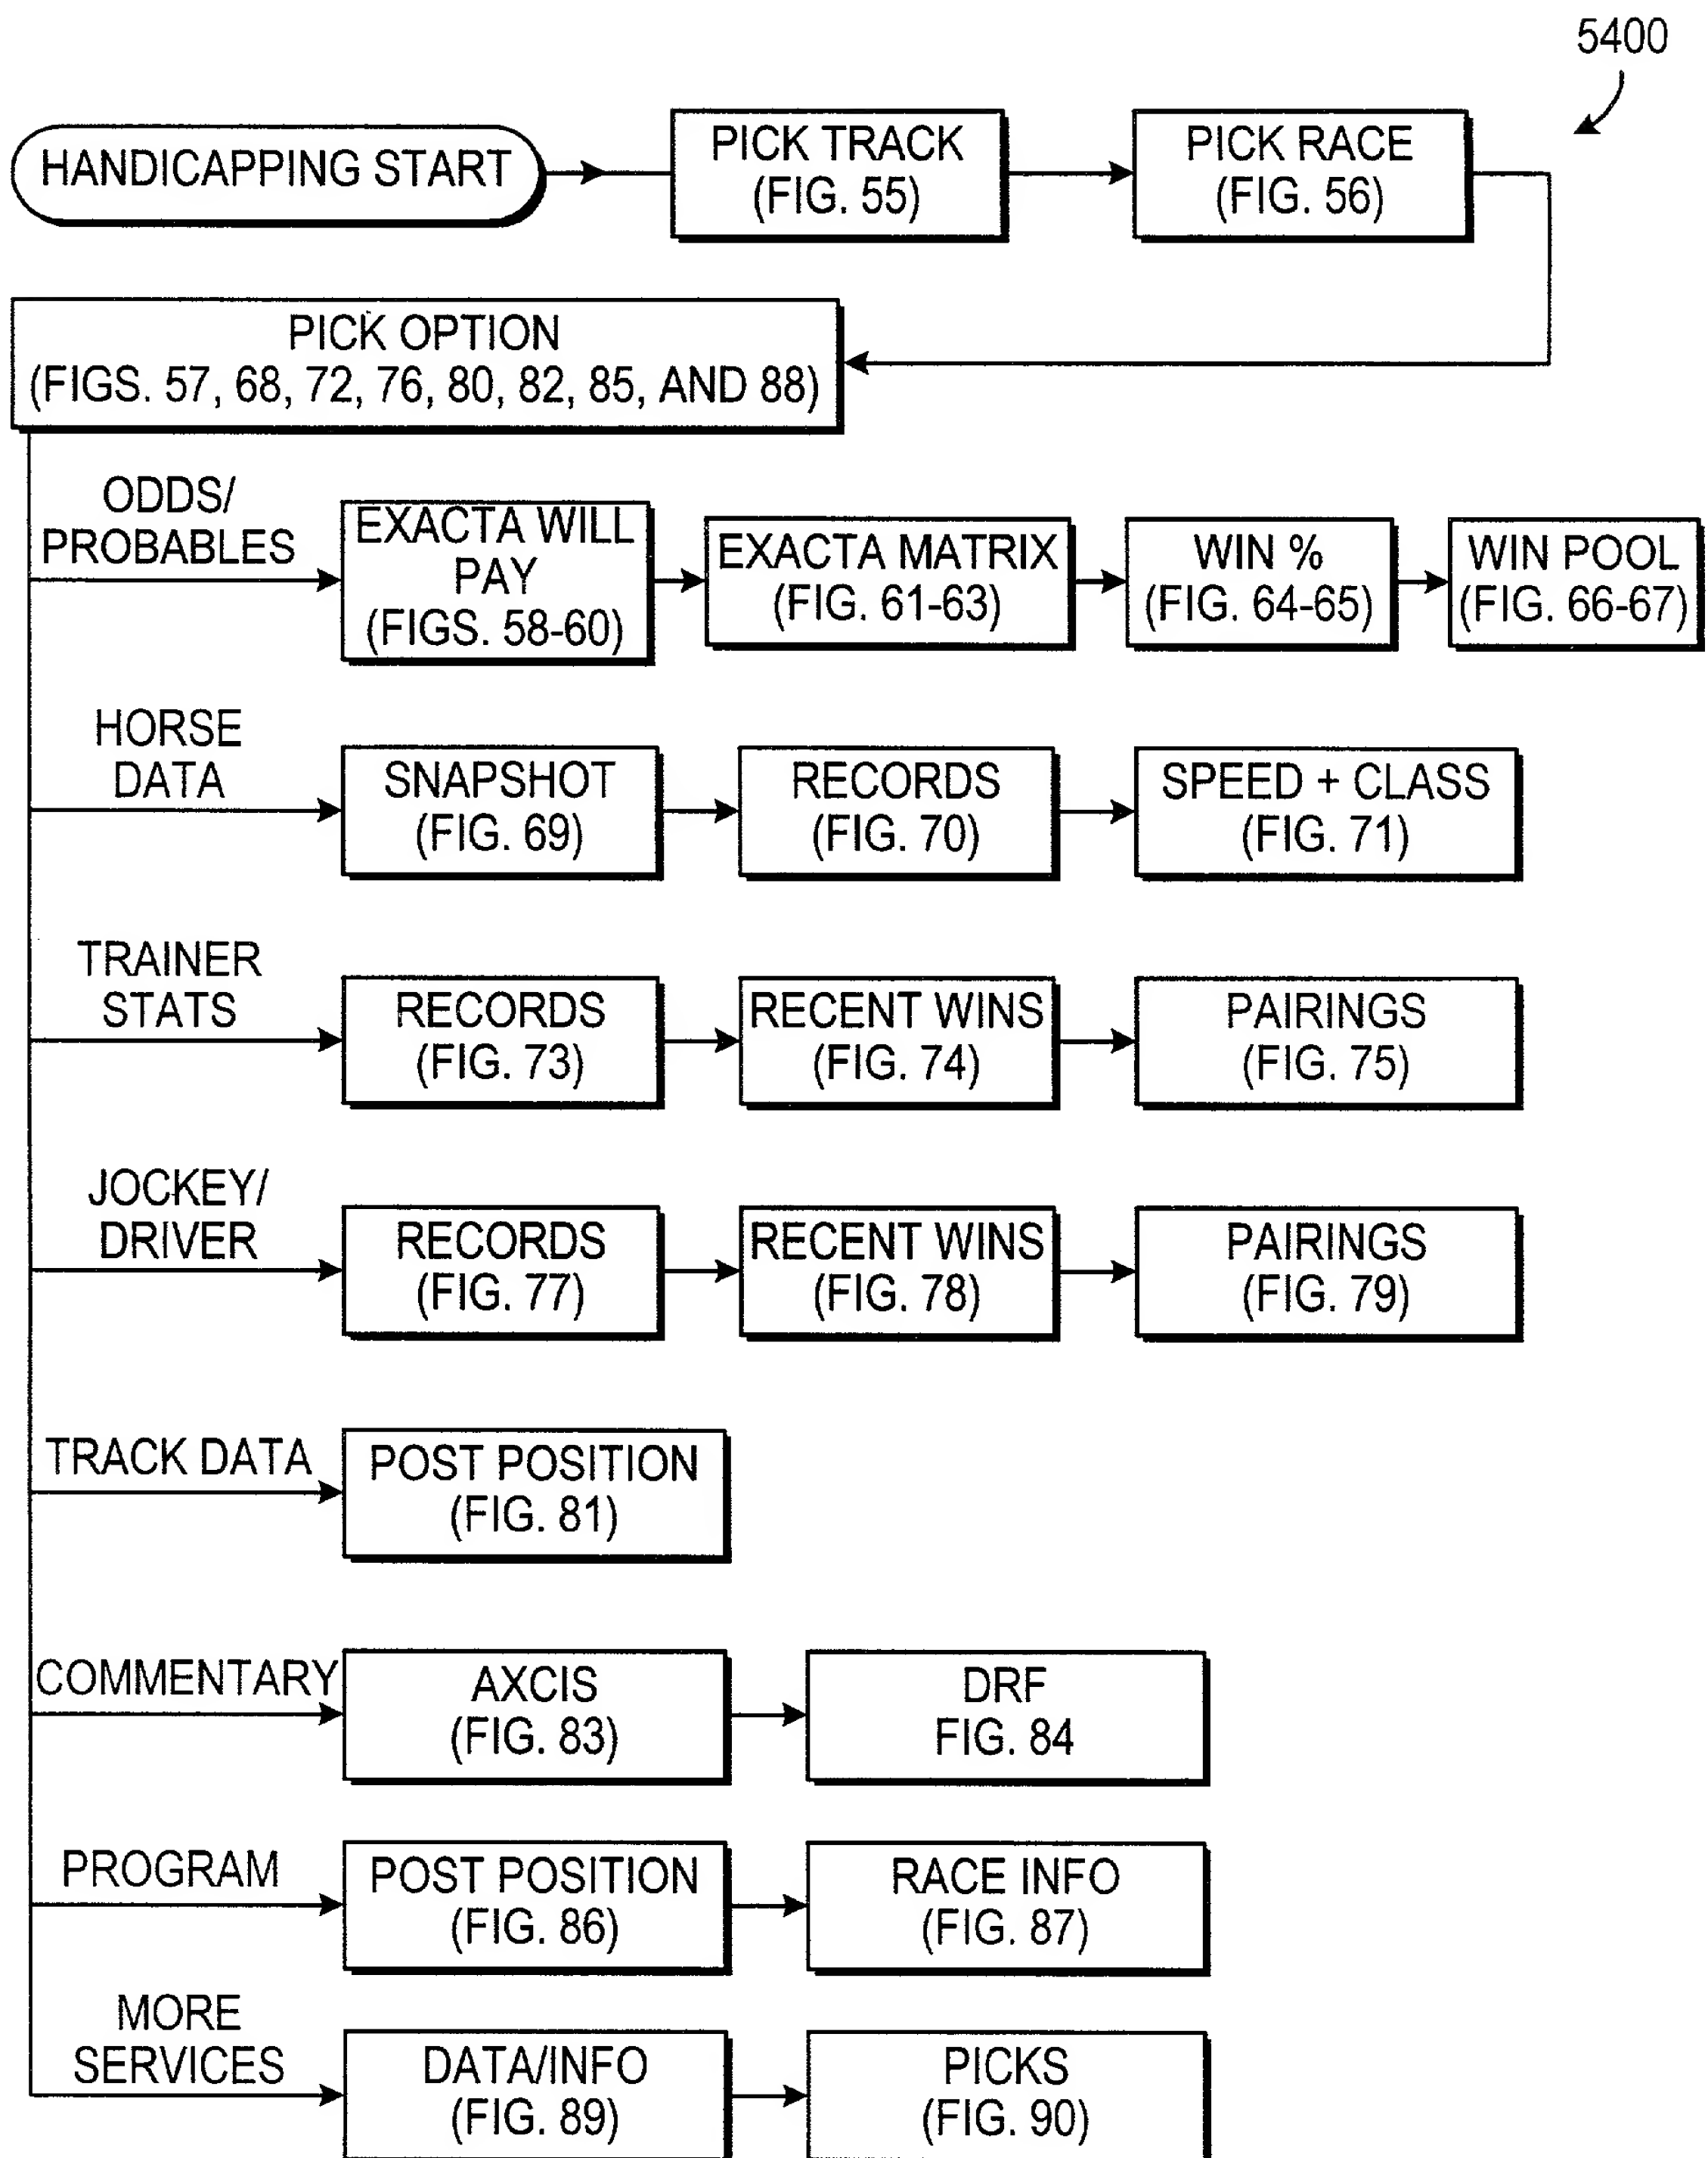 5400
HANDICAPPING START
PICK TRACK
(FIG. 55)
PICK RACE
(FIG. 56)
PICK OPTION
(FIGS. 57, 68, 72, 76, 80, 82, 85, AND 88)
ODDS/
PROBABLES
EXACTA WILL
PAY
(FIGS. 58-60)
EXACTA MATRIX
(FIG. 61-63)
WIN %
(FIG. 64-65)
WIN POOL
(FIG. 66-67)
HORSE
DATA
SNAPSHOT
(FIG. 69)
RECORDS
(FIG. 70)
SPEED + CLASS
(FIG. 71)
TRAINER
STATS
RECORDS
(FIG. 73)
RECENT WINS
(FIG. 74)
PAIRINGS
(FIG. 75)
JOCKEY/
DRIVER
RECORDS
(FIG. 77)
RECENT WINS
(FIG. 78)
PAIRINGS
(FIG. 79)
TRACK DATA
POST POSITION
(FIG. 81)
COMMENTARY
AXCIS
(FIG. 83)
DRF
FIG. 84
PROGRAM
POST POSITION
(FIG. 86)
RACE INFO
(FIG. 87)
MORE
SERVICES
DATA/INFO
(FIG. 89)
PICKS
(FIG. 90)